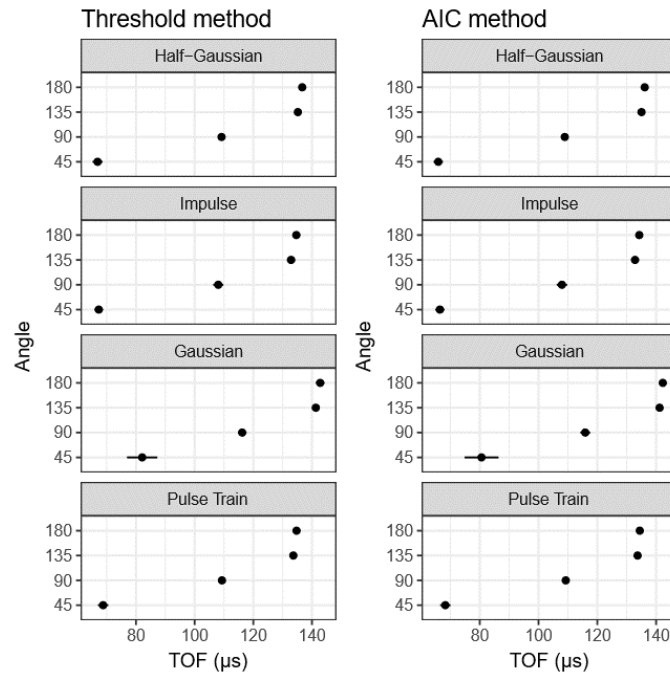 Threshold method
Half−Gaussian
180
135
90
45
Impulse
180
135
90
45
Gaussian
180
135
90
45
Pulse Train
180
135
90
45
Angle
80 100 120 140
TOF (µs)
AIC method
Half−Gaussian
180
135
90
45
Impulse
180
135
90
45
Gaussian
180
135
90
45
Pulse Train
180
135
90
45
Angle
80 100 120 140
TOF (µs)